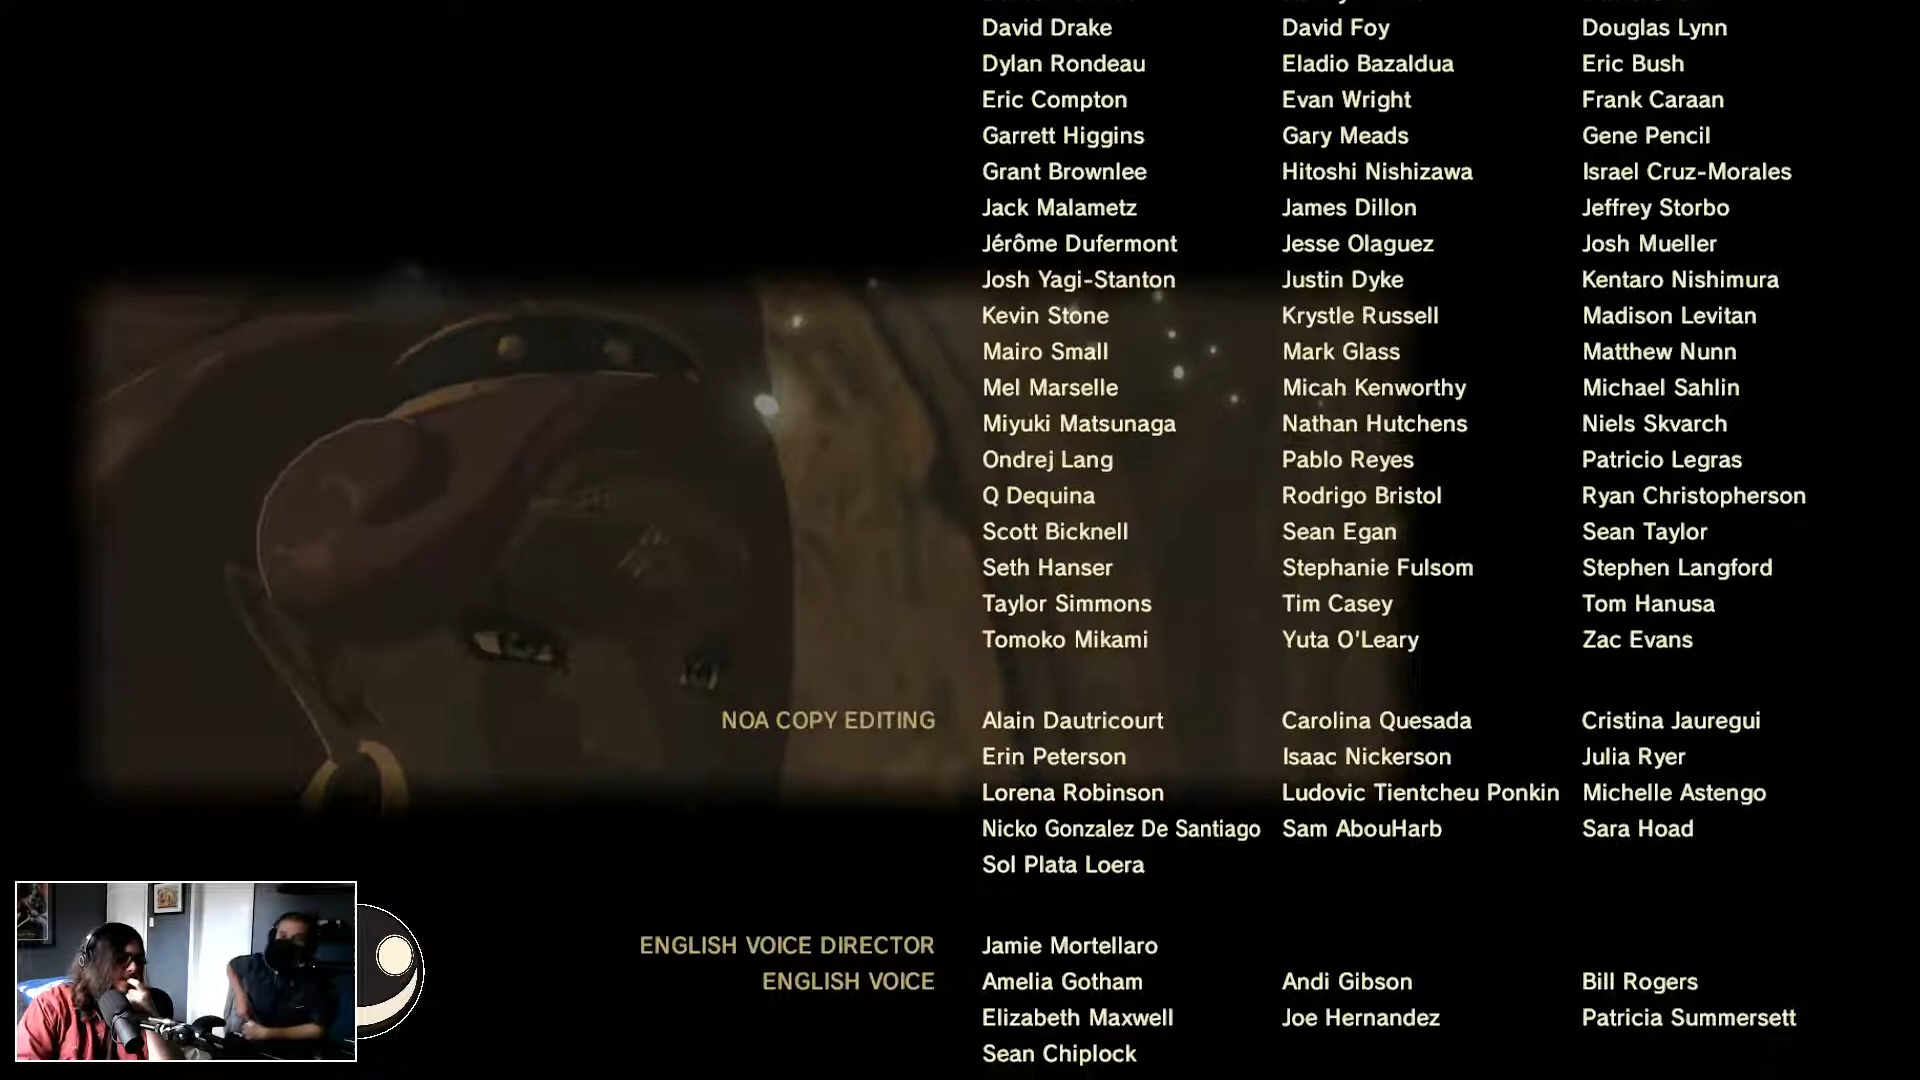 David Drake David Foy Douglas Lynn
Dylan Rondeau Eladio Bazaldua Eric Bush
Eric Compton Evan Wright Frank Caraan
Garrett Higgins Gary Meads Gene Pencil
Grant Brownlee Hitoshi Nishizawa Israel Cruz-Morales
Jack Malametz James Dillon Jeffrey Storbo
Jérôme Dufermont Jesse Olaguez Josh Mueller
Josh Yagi-Stanton Justin Dyke Kentaro Nishimura
Kevin Stone Krystle Russell Madison Levitan
Mairo Small Mark Glass Matthew Nunn
Mel Marselle Micah Kenworthy Michael Sahlin
Miyuki Matsunaga Nathan Hutchens Niels Skvarch
Ondrej Lang Pablo Reyes Patricio Legras
Q Dequina Rodrigo Bristol Ryan Christopherson
Scott Bicknell Sean Egan Sean Taylor
Seth Hanser Stephanie Fulsom Stephen Langford
Taylor Simmons Tim Casey Tom Hanusa
Tomoko Mikami Yuta O'Leary Zac Evans
NOA COPY EDITING Alain Dautricourt Carolina Quesada Cristina Jauregui
Erin Peterson Isaac Nickerson Julia Ryer
Lorena Robinson Ludovic Tientcheu Ponkin Michelle Astengo
Nicko Gonzalez De Santiago Sam AbouHarb Sara Hoad
Sol Plata Loera
ENGLISH VOICE DIRECTOR Jamie Mortellaro
ENGLISH VOICE Amelia Gotham Andi Gibson Bill Rogers
Elizabeth Maxwell Joe Hernandez Patricia Summersett
Sean Chiplock